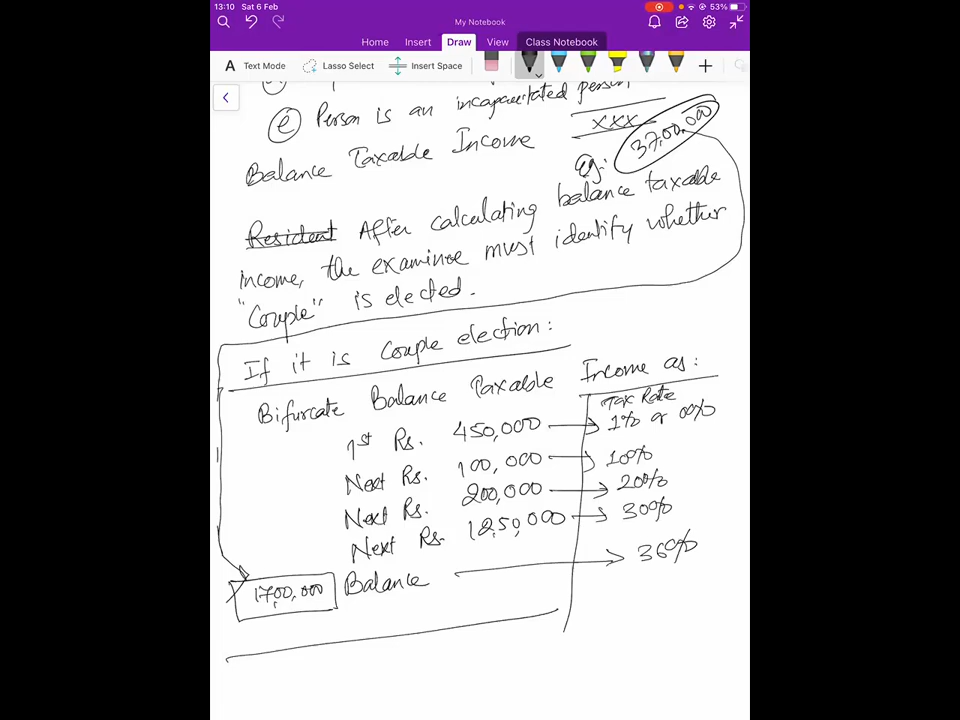 13:10 Sat 6 Feb
53%
My Notebook
Home Insert Draw View Class Notebook
A Text Mode Lasso Select Insert Space
e Person is an incapacitated person
xxx
Balance Taxable Income
eg: 37,00,000
Resident After calculating balance taxable
income, the examinee must identify whether
"Couple" is elected.
If it is Couple election:
Bifurcate Balance Taxable Income as:
Tax Rate
1st Rs. 450,000 1% or 00%
Next Rs. 100,000 10%
Next Rs. 200,000 20%
Next Rs. 1250,000 30%
1700,000 Balance 36%